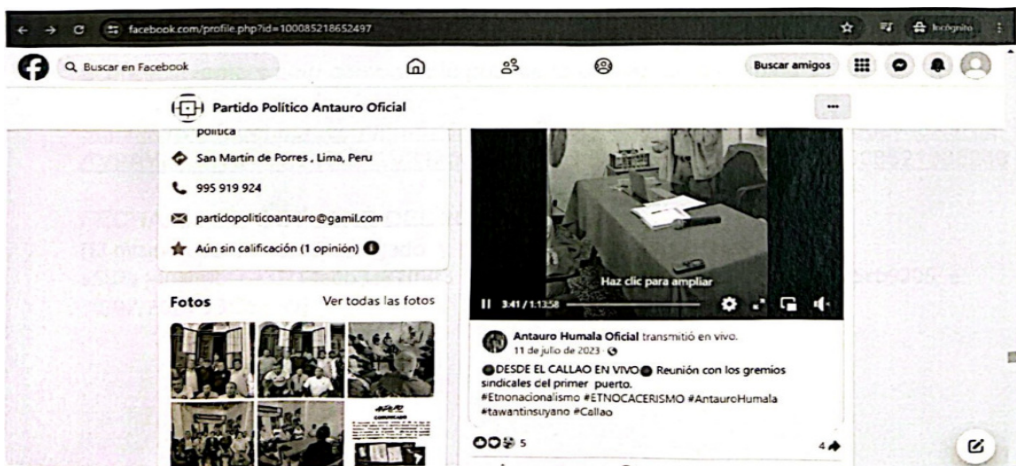 facebook.com/profile.php?id=100085218652497
Incógnito
Buscar en Facebook
Buscar amigos
Partido Político Antauro Oficial
política
San Martín de Porres , Lima, Peru
995 919 924
partidopoliticoantauro@gamil.com
Aún sin calificación (1 opinión)
Fotos
Ver todas las fotos
Haz clic para ampliar
3:41 / 1:13:58
Antauro Humala Oficial transmitió en vivo.
11 de julio de 2023
DESDE EL CALLAO EN VIVO Reunión con los gremios
sindicales del primer puerto.
#Etnonacionalismo #ETNOCACERISMO #AntauroHumala
#tawantinsuyano #Callao
5
4